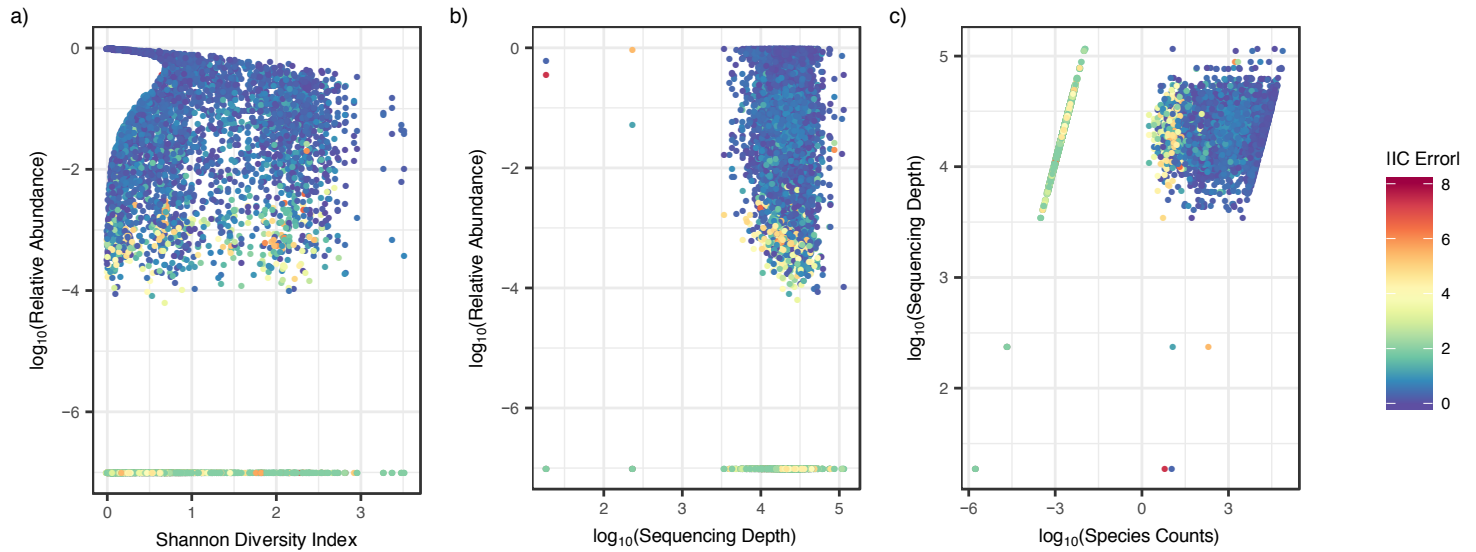 a)
0
−2
−4
−6
log10(Relative Abundance)
0
1
2
3
Shannon Diversity Index
b)
0
−2
−4
−6
log10(Relative Abundance)
2
3
4
5
log10(Sequencing Depth)
c)
5
4
3
2
log10(Sequencing Depth)
−6
−3
0
3
log10(Species Counts)
IIC Errorl
8
6
4
2
0